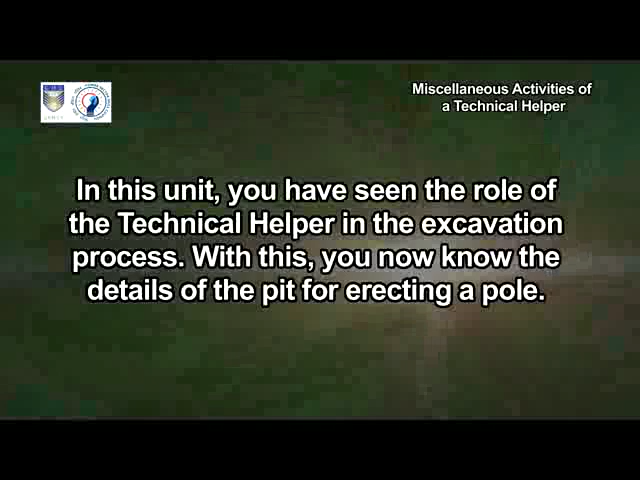 Miscellaneous Activities of
a Technical Helper
In this unit, you have seen the role of
the Technical Helper in the excavation
process. With this, you now know the
details of the pit for erecting a pole.